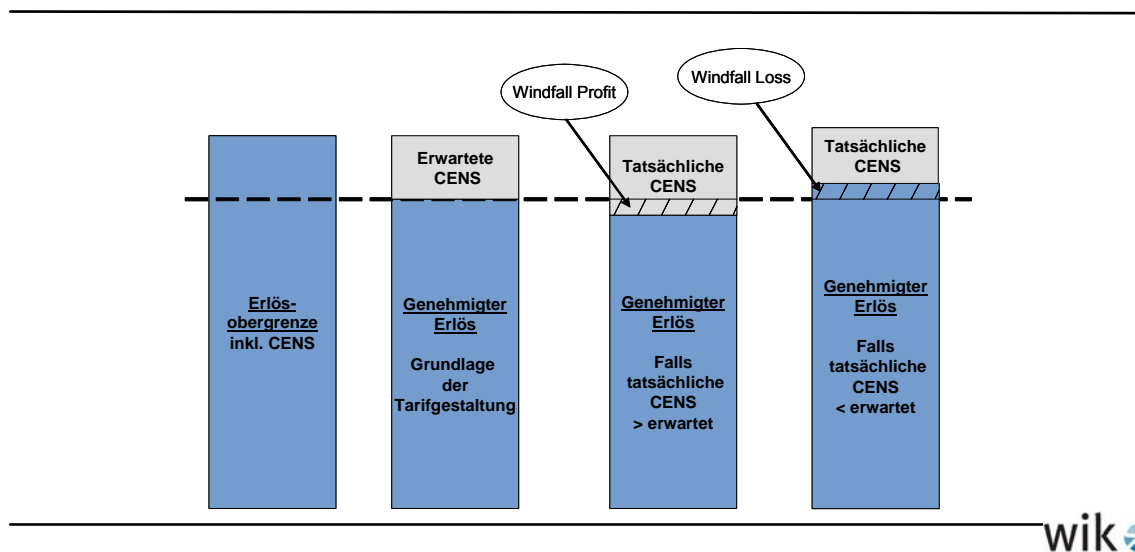 Windfall Profit
Windfall Loss
Erlös-
obergrenze
inkl. CENS
Erwartete
CENS
Genehmigter
Erlös
Grundlage
der
Tarifgestaltung
Tatsächliche
CENS
Genehmigter
Erlös
Falls
tatsächliche
CENS
> erwartet
Tatsächliche
CENS
Genehmigter
Erlös
Falls
tatsächliche
CENS
< erwartet
wik